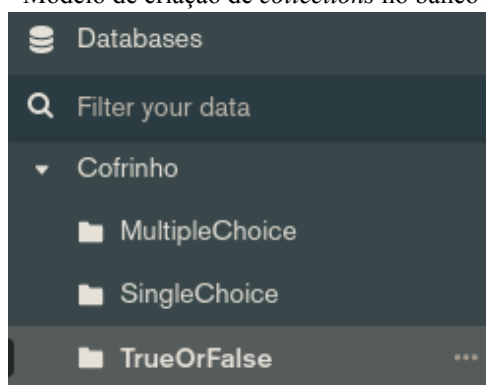 Modelo de criação de collections no banco
Databases
Filter your data
Cofrinho
MultipleChoice
SingleChoice
TrueOrFalse